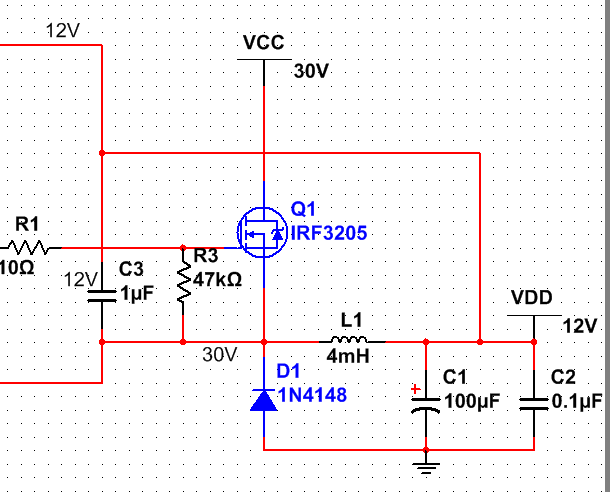 12V
VCC
30V
Q1
IRF3205
R1
10Ω
R3
47kΩ
12V
C3
1µF
30V
L1
4mH
VDD
12V
D1
1N4148
C1
100µF
C2
0.1µF